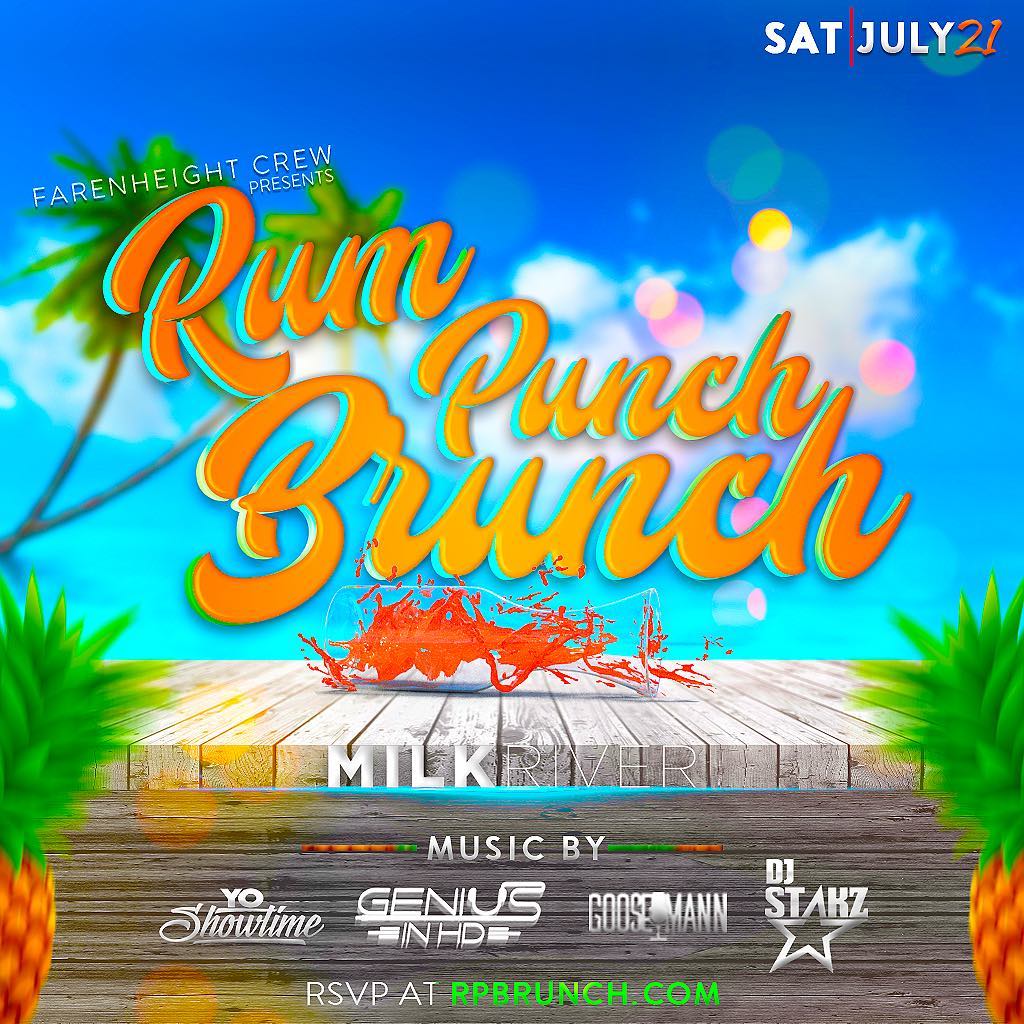 SAT|JULY21
FARENHEIGHT CREW
PRESENTS
Rum
Punch
Brunch
MILKRIVER
MUSIC BY
YO
Showtime
GENIUS
IN HD
GOOSEMANN
DJ
STAKZ
RSVP AT RPBRUNCH.COM